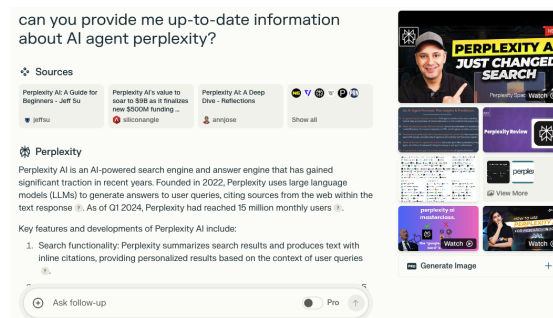 can you provide me up-to-date information
about AI agent perplexity?
Sources
Perplexity AI: A Guide for
Beginners - Jeff Su
jeffsu
Perplexity AI's value to
soar to $9B as it finalizes
new $500M funding ...
siliconangle
Perplexity AI: A Deep
Dive - Reflections
annjose
Show all
Perplexity
Perplexity AI is an AI-powered search engine and answer engine that has gained
significant traction in recent years. Founded in 2022, Perplexity uses large language
models (LLMs) to generate answers to user queries, citing sources from the web within the
text response. As of Q1 2024, Perplexity had reached 15 million monthly users.
Key features and developments of Perplexity AI include:
1. Search functionality: Perplexity summarizes search results and produces text with
inline citations, providing personalized results based on the context of user queries
.
Ask follow-up
Pro
PERPLEXITY A
JUST CHANGED
SEARCH
Perplexity Spac
Watch
Perplexity Review
perplex
View More
perplexity ai
masterclass.
Watch
HOW TO USE
PERPLEXITY
Watch
Generate Image